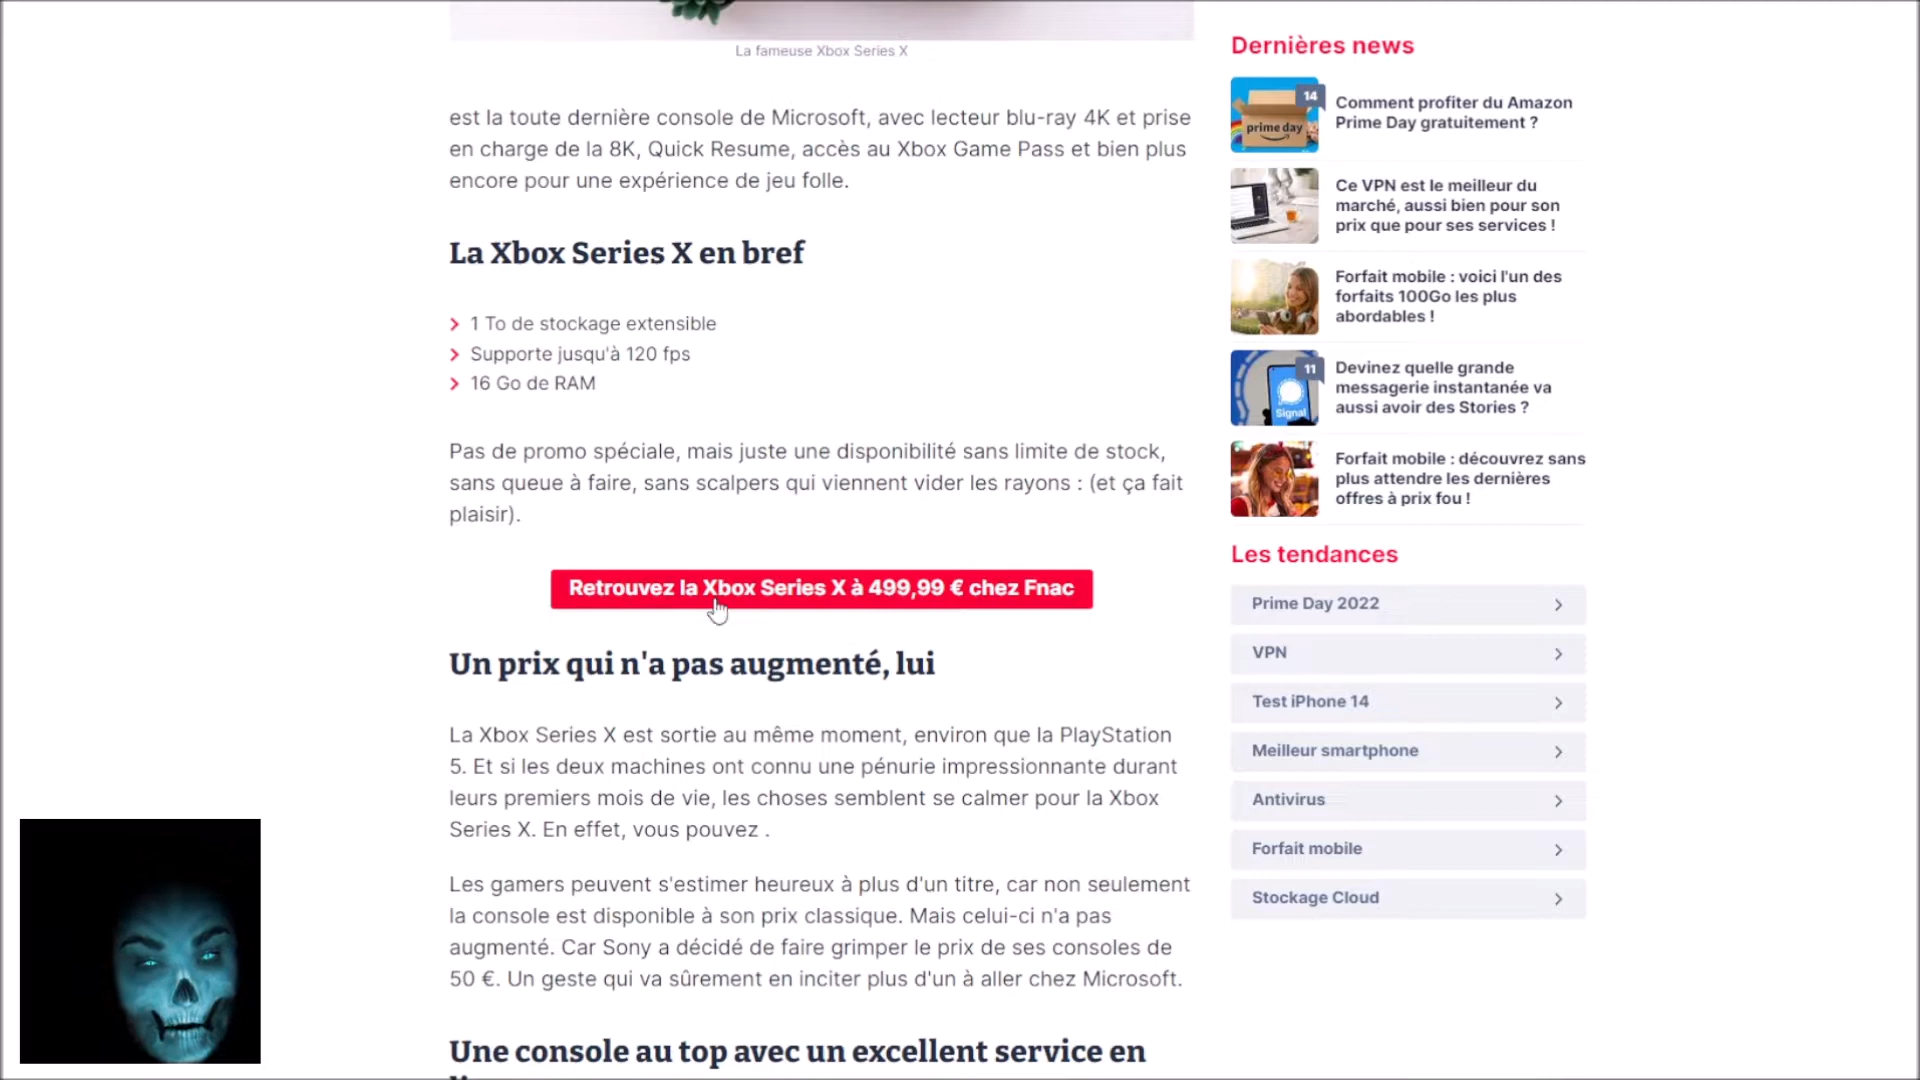 La fameuse Xbox Series X
est la toute dernière console de Microsoft, avec lecteur blu-ray 4K et prise
en charge de la 8K, Quick Resume, accès au Xbox Game Pass et bien plus
encore pour une expérience de jeu folle.
La Xbox Series X en bref
1 To de stockage extensible
Supporte jusqu'à 120 fps
16 Go de RAM
Pas de promo spéciale, mais juste une disponibilité sans limite de stock,
sans queue à faire, sans scalpers qui viennent vider les rayons : (et ça fait
plaisir).
Retrouvez la Xbox Series X à 499,99 € chez Fnac
Un prix qui n'a pas augmenté, lui
La Xbox Series X est sortie au même moment, environ que la PlayStation
5. Et si les deux machines ont connu une pénurie impressionnante durant
leurs premiers mois de vie, les choses semblent se calmer pour la Xbox
Series X. En effet, vous pouvez .
Les gamers peuvent s'estimer heureux à plus d'un titre, car non seulement
la console est disponible à son prix classique. Mais celui-ci n'a pas
augmenté. Car Sony a décidé de faire grimper le prix de ses consoles de
50 €. Un geste qui va sûrement en inciter plus d'un à aller chez Microsoft.
Une console au top avec un excellent service en
Dernières news
14
prime day
Comment profiter du Amazon
Prime Day gratuitement ?
Ce VPN est le meilleur du
marché, aussi bien pour son
prix que pour ses services !
Forfait mobile : voici l'un des
forfaits 100Go les plus
abordables !
11
Signal
Devinez quelle grande
messagerie instantanée va
aussi avoir des Stories ?
Forfait mobile : découvrez sans
plus attendre les dernières
offres à prix fou !
Les tendances
Prime Day 2022
VPN
Test iPhone 14
Meilleur smartphone
Antivirus
Forfait mobile
Stockage Cloud